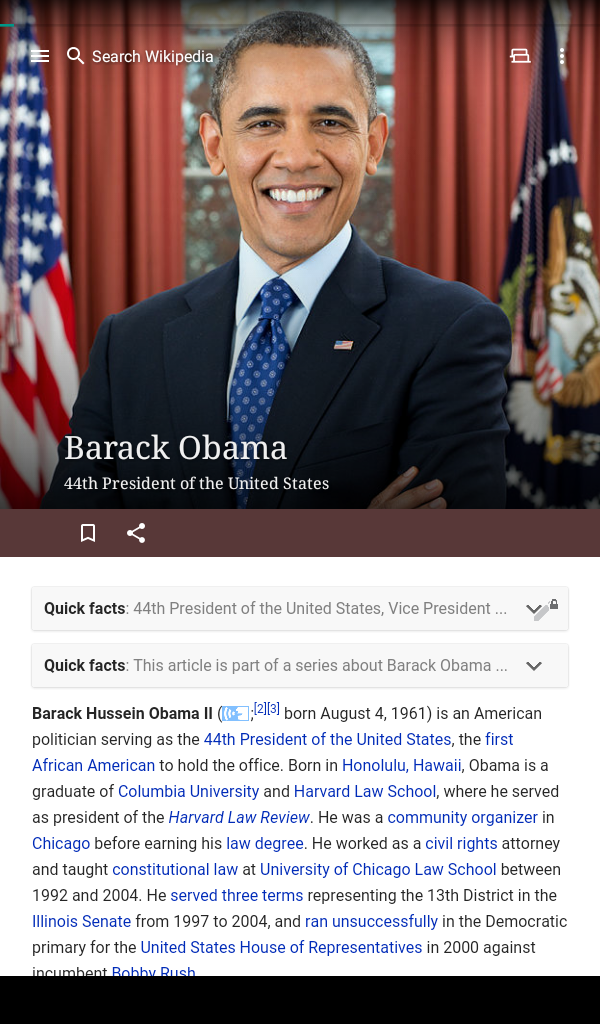 Search Wikipedia
Barack Obama
44th President of the United States
Quick facts: 44th President of the United States, Vice President ...
Quick facts: This article is part of a series about Barack Obama ...
Barack Hussein Obama II (;[2][3] born August 4, 1961) is an American
politician serving as the 44th President of the United States, the first
African American to hold the office. Born in Honolulu, Hawaii, Obama is a
graduate of Columbia University and Harvard Law School, where he served
as president of the Harvard Law Review. He was a community organizer in
Chicago before earning his law degree. He worked as a civil rights attorney
and taught constitutional law at University of Chicago Law School between
1992 and 2004. He served three terms representing the 13th District in the
Illinois Senate from 1997 to 2004, and ran unsuccessfully in the Democratic
primary for the United States House of Representatives in 2000 against
incumbent Bobby Rush